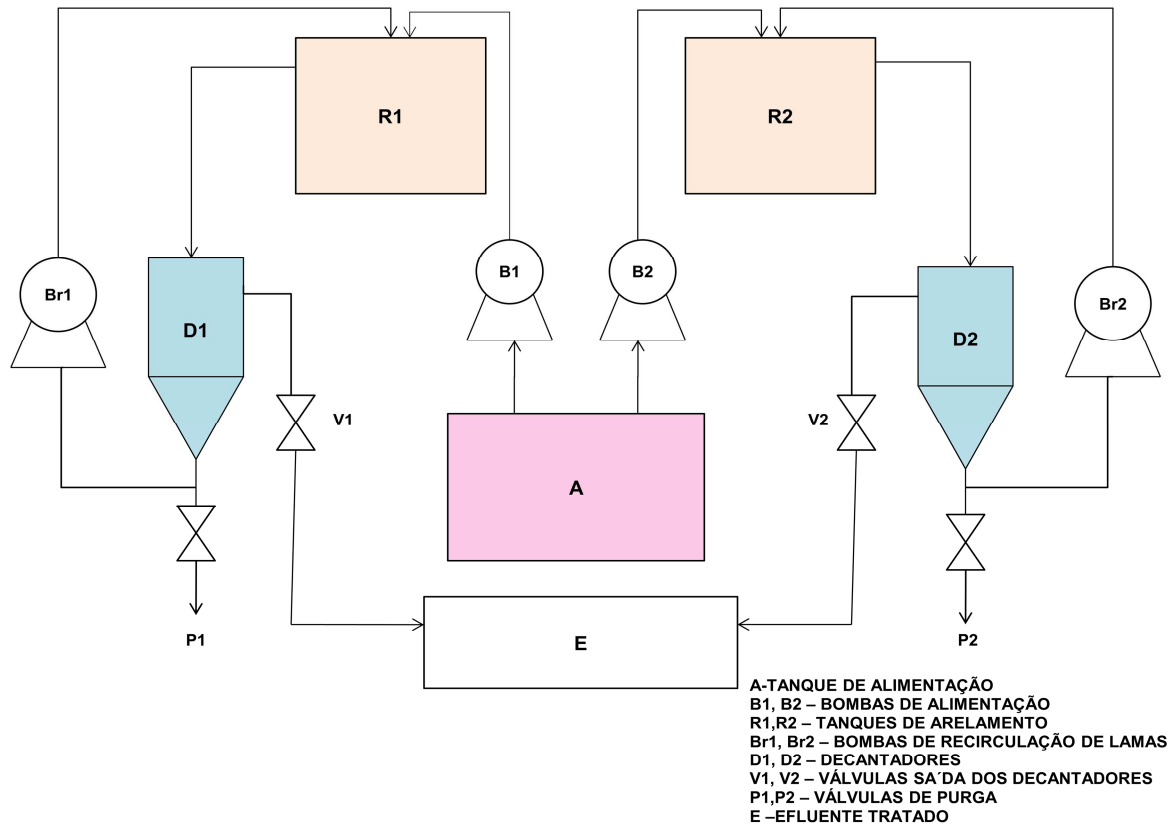 R1
R2
B1
B2
Br1
Br2
D1
D2
V1
V2
A
P1
P2
E
A-TANQUE DE ALIMENTAÇÃO
B1, B2 – BOMBAS DE ALIMENTAÇÃO
R1,R2 – TANQUES DE ARELAMENTO
Br1, Br2 – BOMBAS DE RECIRCULAÇÃO DE LAMAS
D1, D2 – DECANTADORES
V1, V2 – VÁLVULAS SA´DA DOS DECANTADORES
P1,P2 – VÁLVULAS DE PURGA
E –EFLUENTE TRATADO